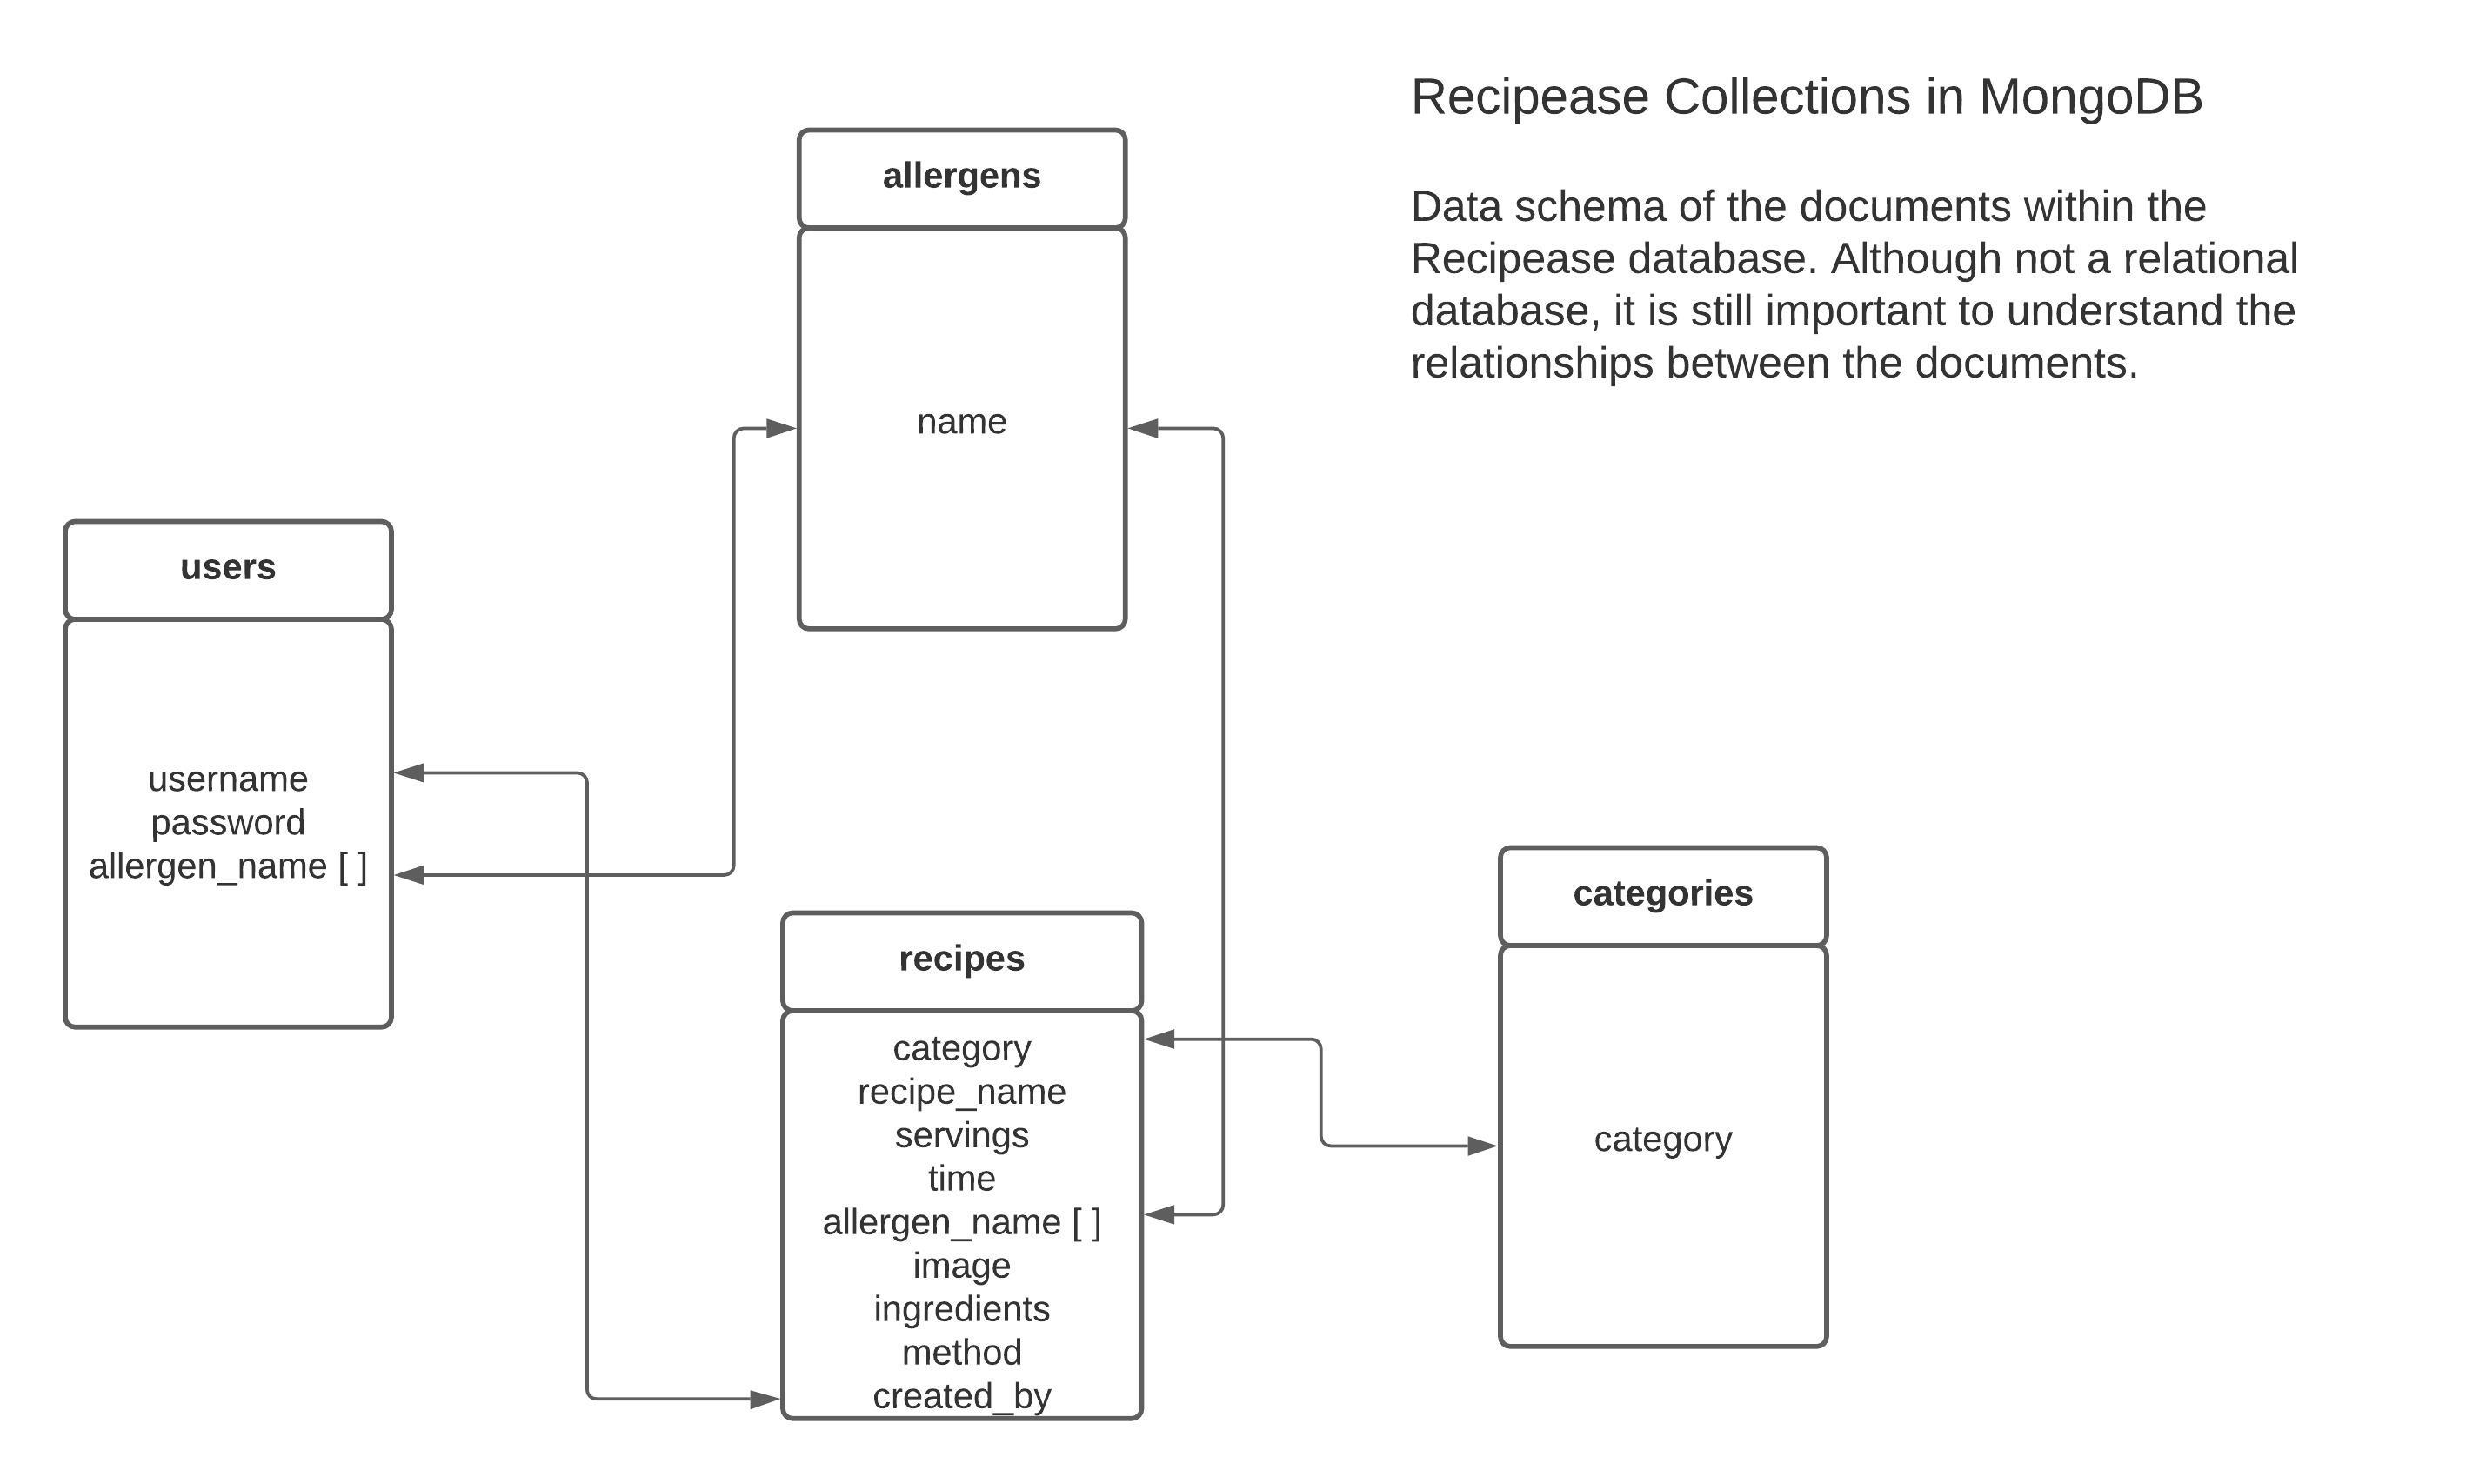 Recipease Collections in MongoDB
Data schema of the documents within the
Recipease database. Although not a relational
database, it is still important to understand the
relationships between the documents.
allergens
name
users
username
password
allergen_name [ ]
recipes
category
recipe_name
servings
time
allergen_name [ ]
image
ingredients
method
created_by
categories
category